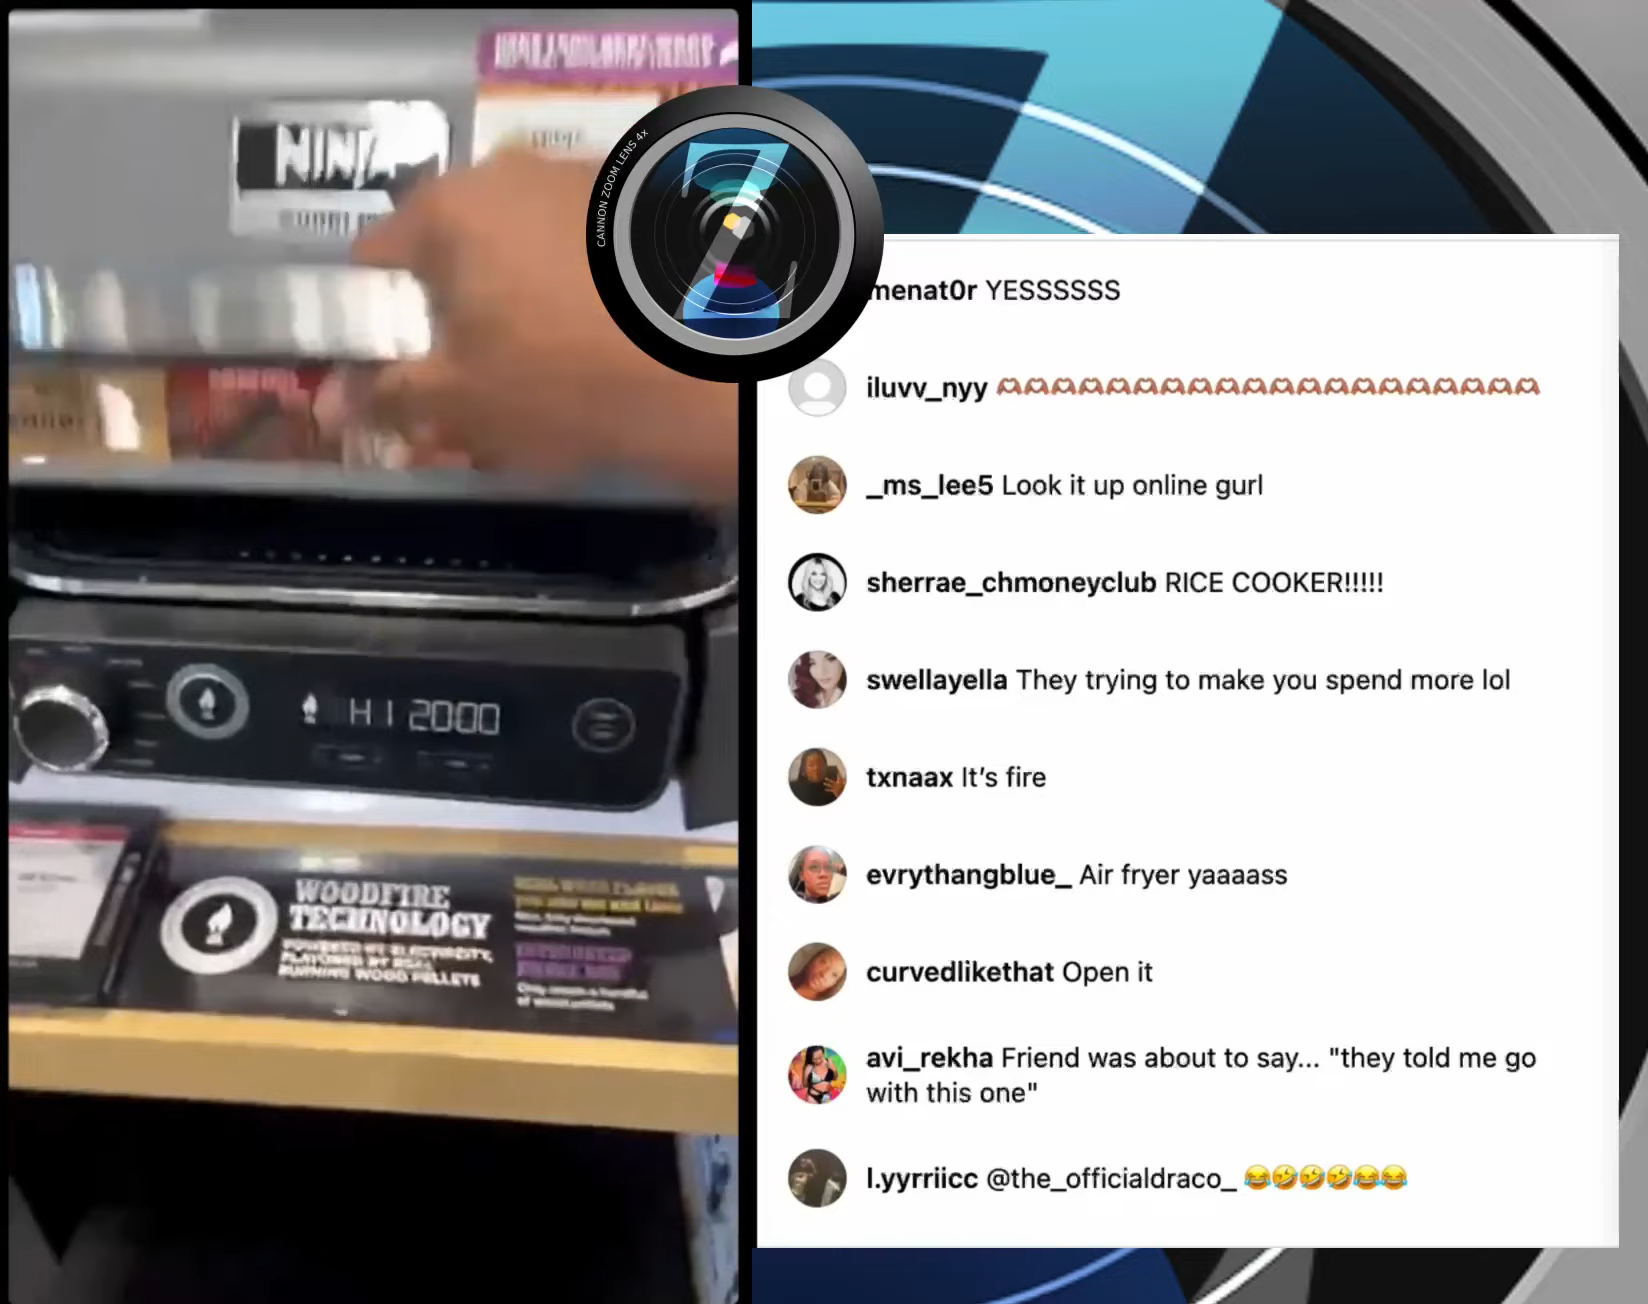 NINJA
CANNON ZOOM LENS 4x
HI 2000
WOODFIRE
TECHNOLOGY
POWERED BY ELECTRICITY,
FLAVORED BY REAL
BURNING WOOD PELLETS
menat0r YESSSSSS
iluvv_nyy 🫶🏾🫶🏾🫶🏾🫶🏾🫶🏾🫶🏾🫶🏾🫶🏾🫶🏾🫶🏾🫶🏾🫶🏾🫶🏾🫶🏾🫶🏾🫶🏾🫶🏾🫶🏾🫶🏾🫶🏾
_ms_lee5 Look it up online gurl
sherrae_chmoneyclub RICE COOKER!!!!!
swellayella They trying to make you spend more lol
txnaax It’s fire
evrythangblue_ Air fryer yaaaass
curvedlikethat Open it
avi_rekha Friend was about to say... "they told me go
with this one"
l.yyrriicc @the_officialdraco_ 😂🤣🤣🤣😂😂